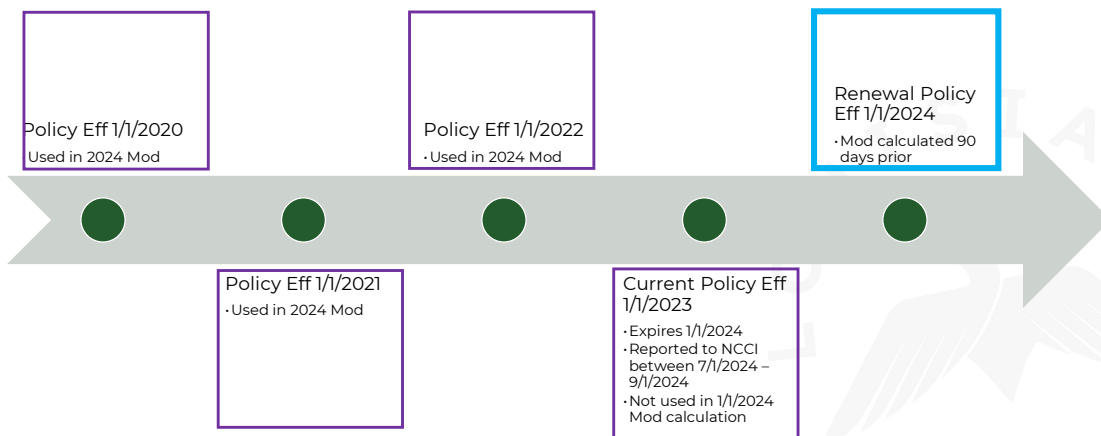 Policy Eff 1/1/2020
Used in 2024 Mod
Policy Eff 1/1/2021
·Used in 2024 Mod
Policy Eff 1/1/2022
·Used in 2024 Mod
Current Policy Eff
1/1/2023
·Expires 1/1/2024
·Reported to NCCI
between 7/1/2024 –
9/1/2024
·Not used in 1/1/2024
Mod calculation
Renewal Policy
Eff 1/1/2024
·Mod calculated 90
days prior